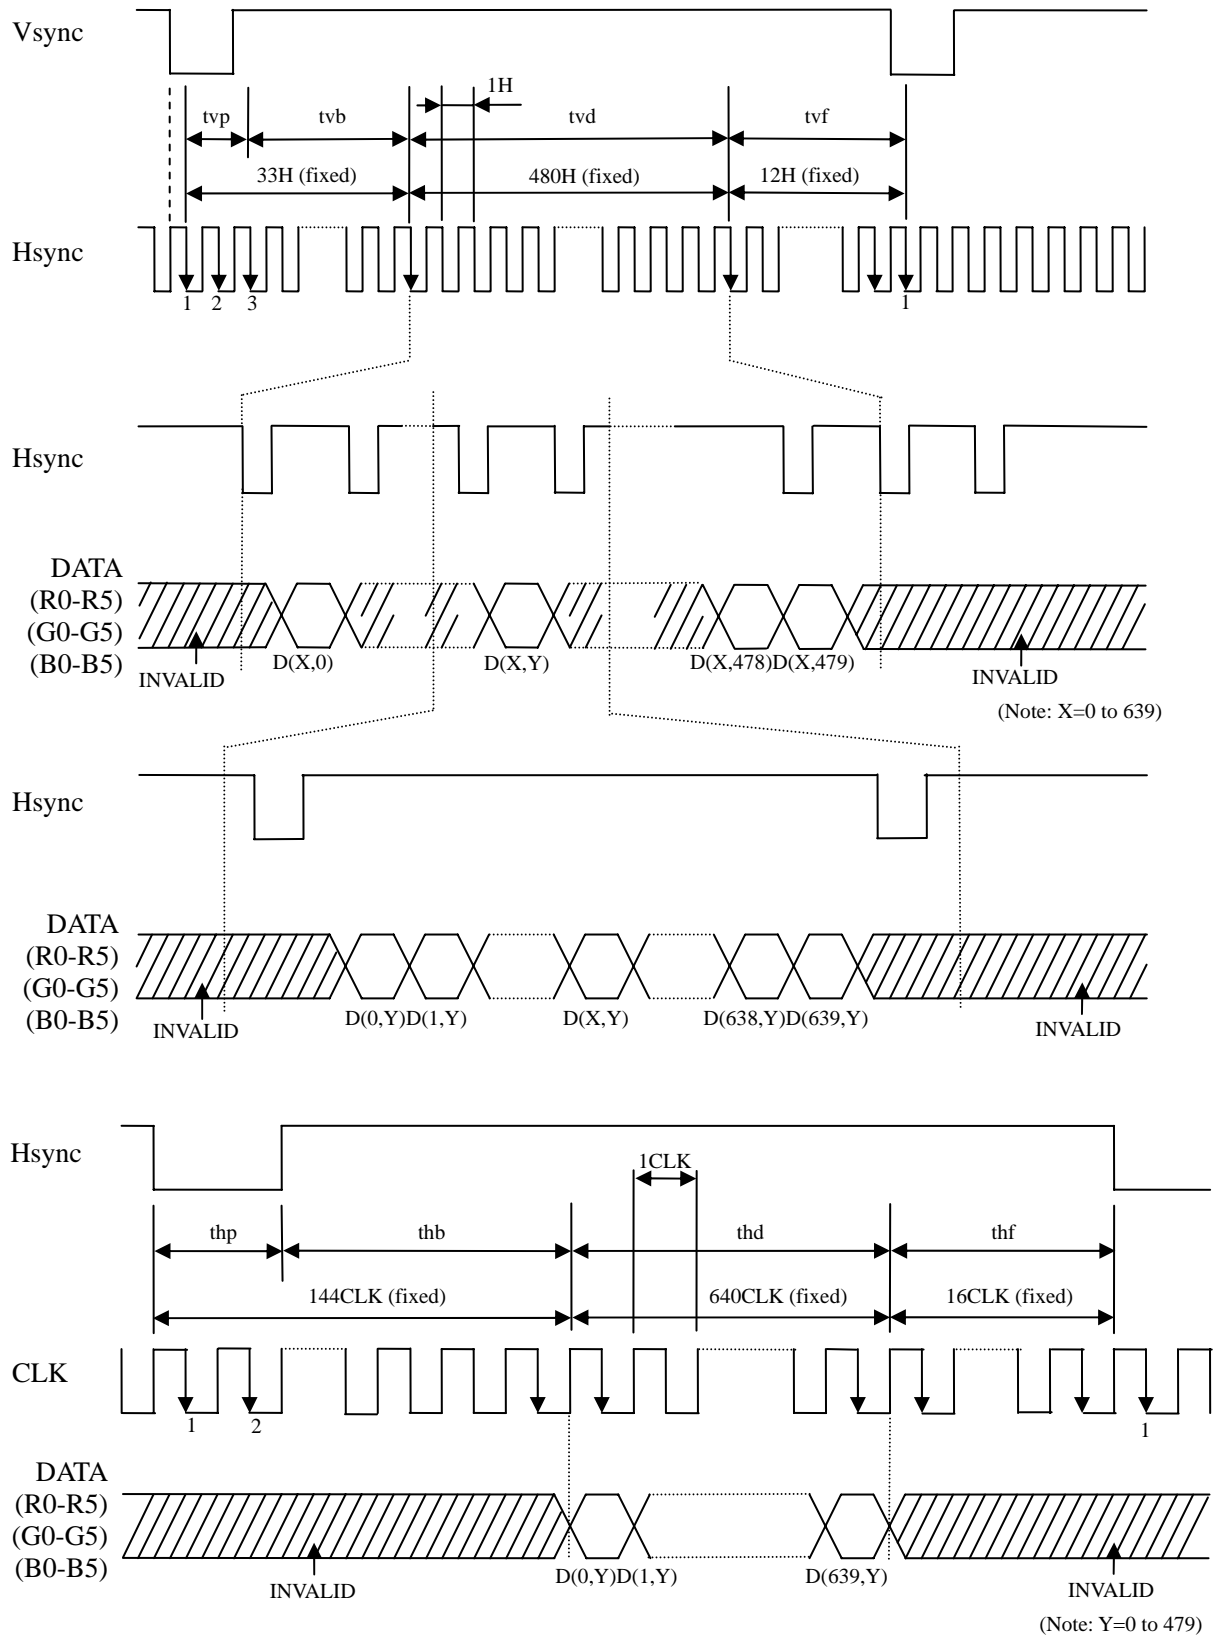 Vsync
1H
tvp
tvb
tvd
tvf
33H (fixed)
480H (fixed)
12H (fixed)
Hsync
1
2
3
1
Hsync
DATA
(R0-R5)
(G0-G5)
(B0-B5)
D(X,0)
D(X,Y)
D(X,478)D(X,479)
INVALID
INVALID
(Note: X=0 to 639)
Hsync
DATA
(R0-R5)
(G0-G5)
(B0-B5)
D(0,Y)D(1,Y)
D(X,Y)
D(638,Y)D(639,Y)
INVALID
INVALID
Hsync
1CLK
thp
thb
thd
thf
144CLK (fixed)
640CLK (fixed)
16CLK (fixed)
CLK
1
2
1
DATA
(R0-R5)
(G0-G5)
(B0-B5)
D(0,Y)D(1,Y)
D(639,Y)
INVALID
INVALID
(Note: Y=0 to 479)